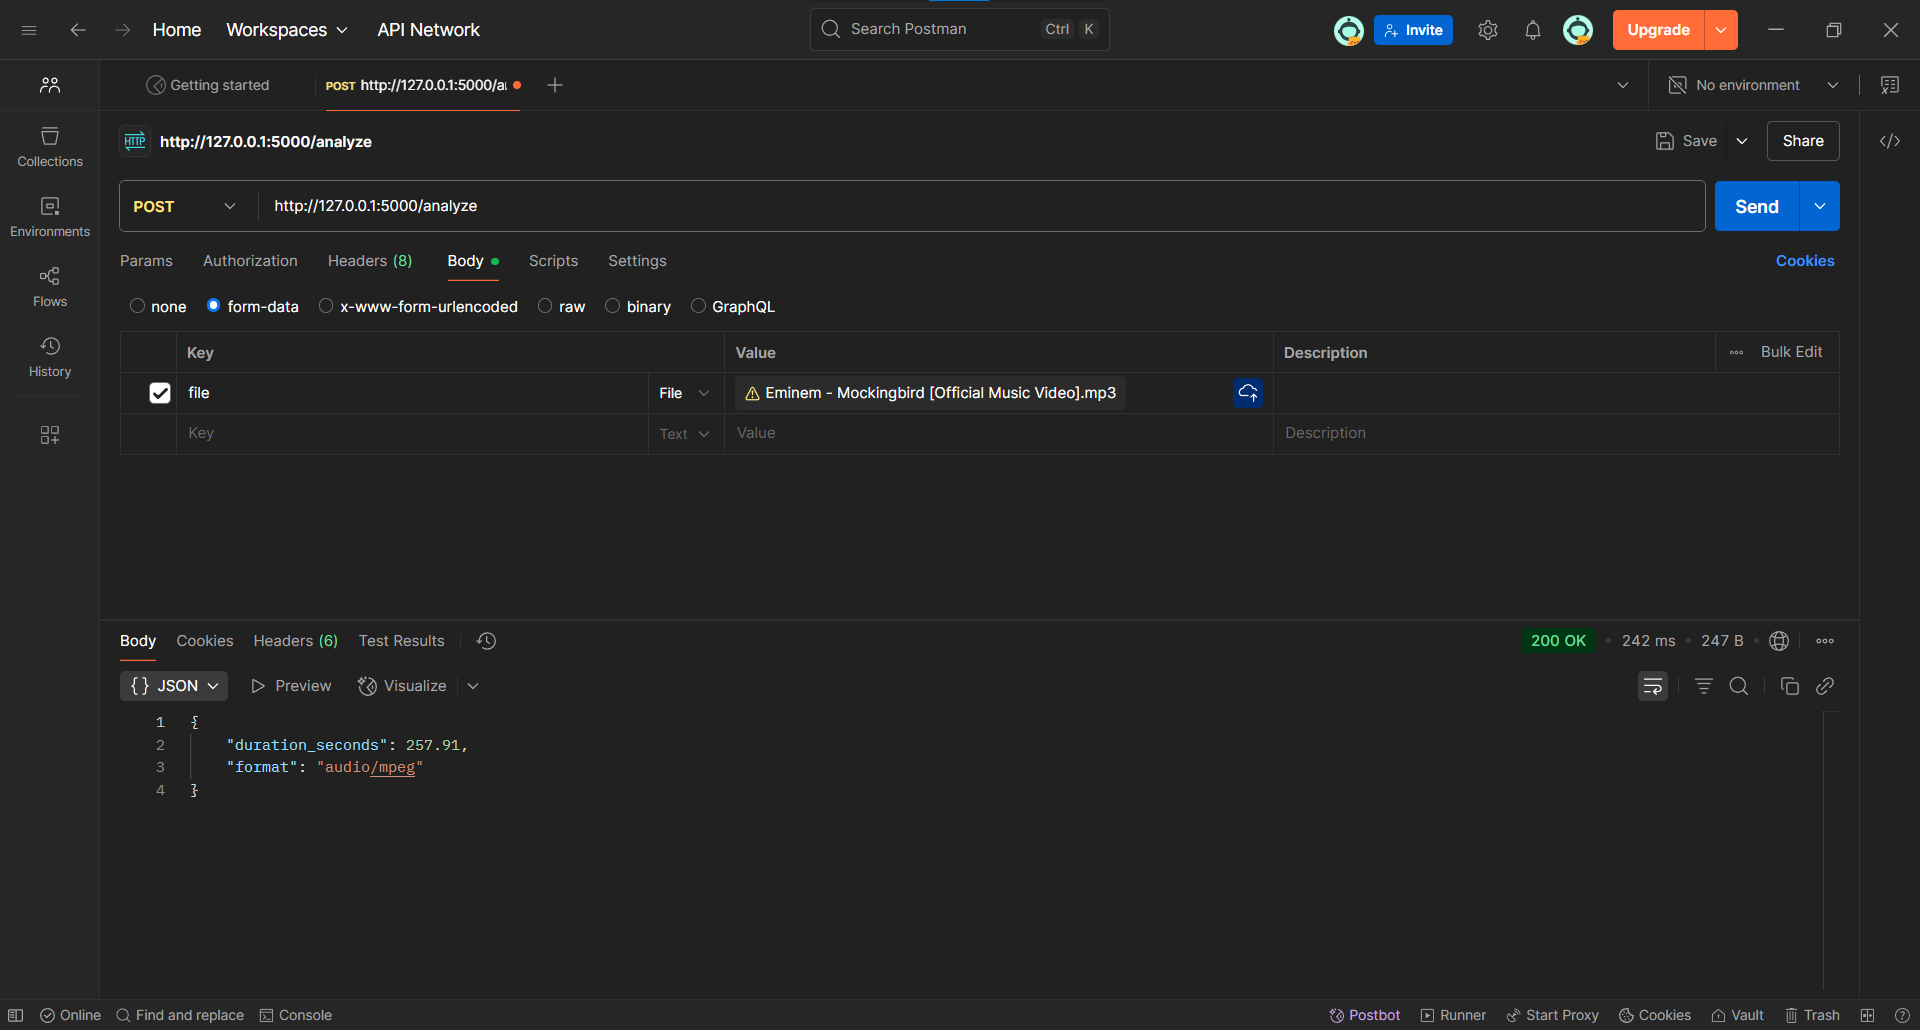 Home Workspaces API Network Search Postman Ctrl K Invite Upgrade
Getting started POST http://127.0.0.1:5000/a No environment
HTTP http://127.0.0.1:5000/analyze Save Share
Collections
POST http://127.0.0.1:5000/analyze Send
Environments
Params Authorization Headers (8) Body Scripts Settings Cookies
Flows
none form-data x-www-form-urlencoded raw binary GraphQL
Key Value Description Bulk Edit
History
file File Eminem - Mockingbird [Official Music Video].mp3
Key Text Value Description
Body Cookies Headers (6) Test Results 200 OK 242 ms 247 B
{} JSON Preview Visualize
1 {
2 "duration_seconds": 257.91,
3 "format": "audio/mpeg"
4 }
Online Find and replace Console Postbot Runner Start Proxy Cookies Vault Trash